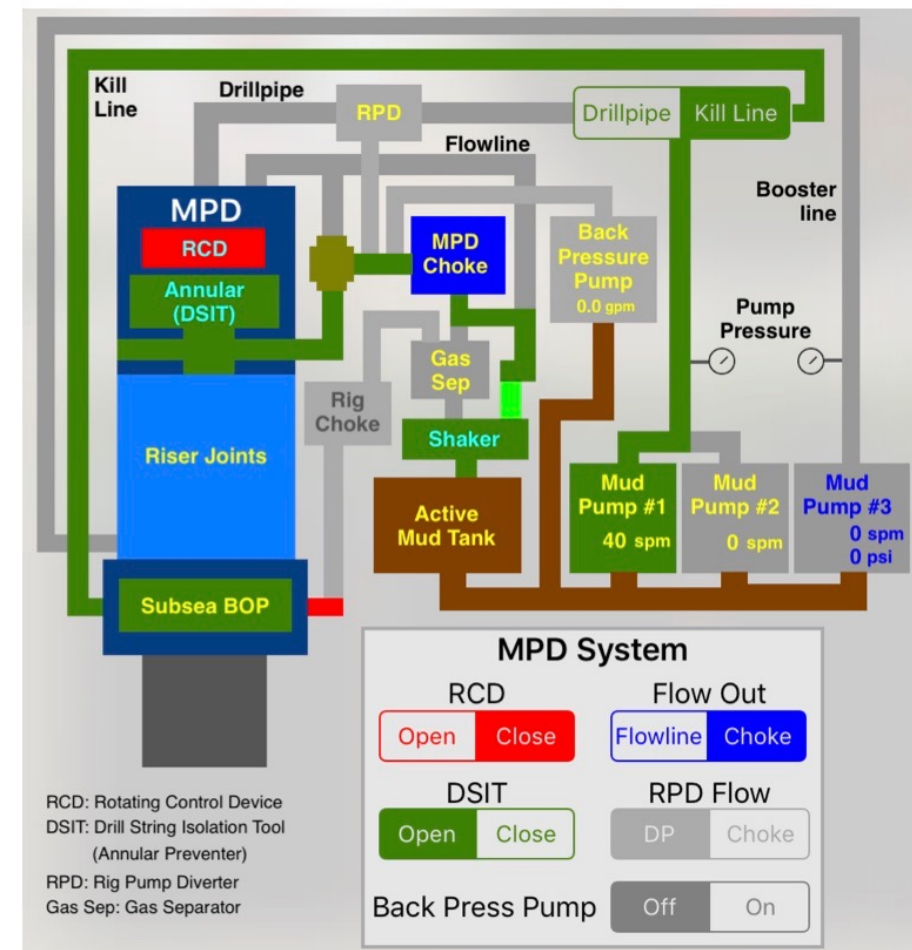 Kill
Line
Drillpipe
RPD
Drillpipe
Kill Line
Flowline
MPD
RCD
Annular
(DSIT)
MPD
Choke
Back
Pressure
Pump
0.0 gpm
Booster
line
Pump
Pressure
Gas
Sep
Rig
Choke
Shaker
Riser Joints
Active
Mud Tank
Mud
Pump #1
40 spm
Mud
Pump #2
0 spm
Mud
Pump #3
0 spm
0 psi
Subsea BOP
MPD System
RCD
Open
Close
Flow Out
Flowline
Choke
DSIT
Open
Close
RPD Flow
DP
Choke
Back Press Pump
Off
On
RCD: Rotating Control Device
DSIT: Drill String Isolation Tool
(Annular Preventer)
RPD: Rig Pump Diverter
Gas Sep: Gas Separator